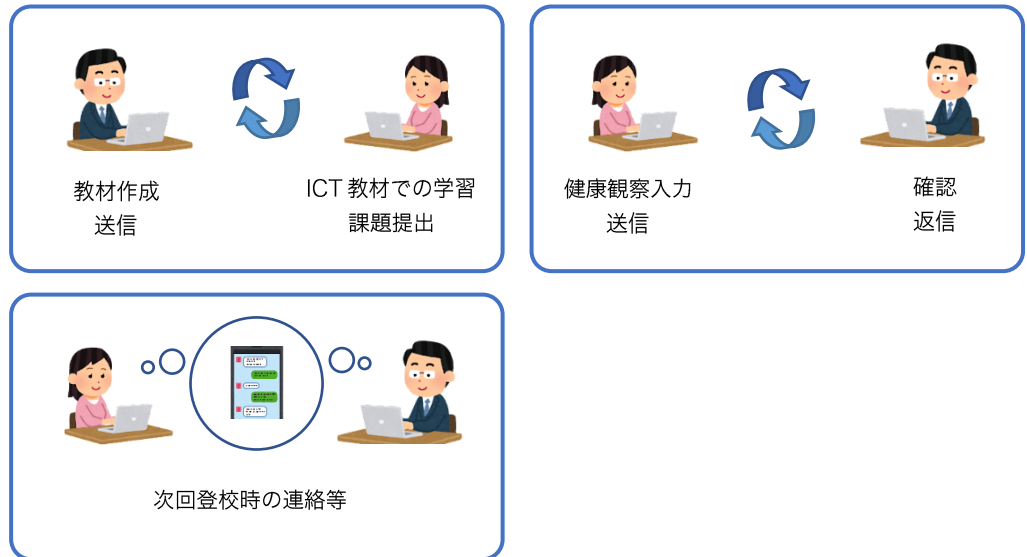 教材作成
送信
ICT 教材での学習
課題提出
健康観察入力
送信
確認
返信
次回登校時の連絡等